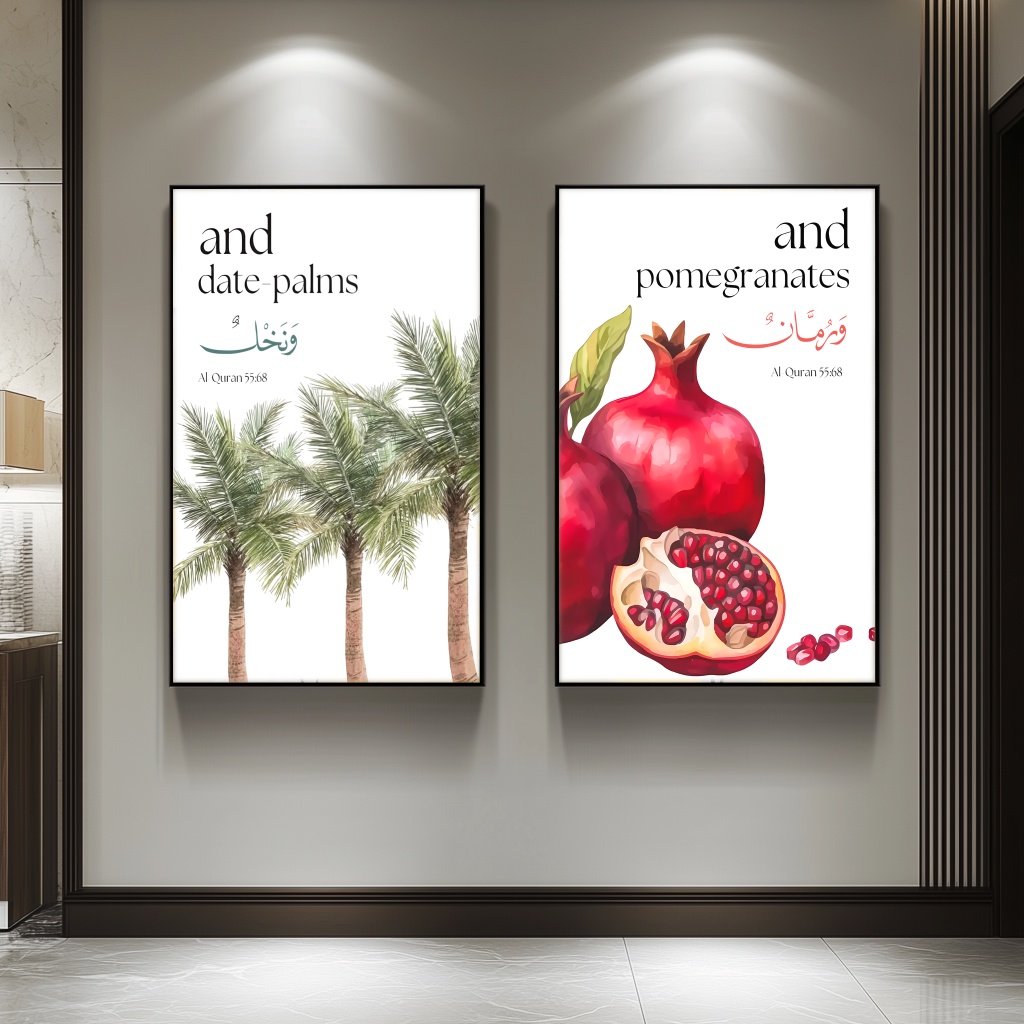 and
date-palms
وَنَخْلٌ
Al Quran 55:68
and
pomegranates
وَرُمَّانٌ
Al Quran 55:68